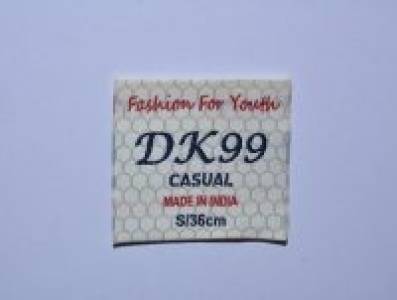 Fashion For Youth
DK99
CASUAL
MADE IN INDIA
S/36cm